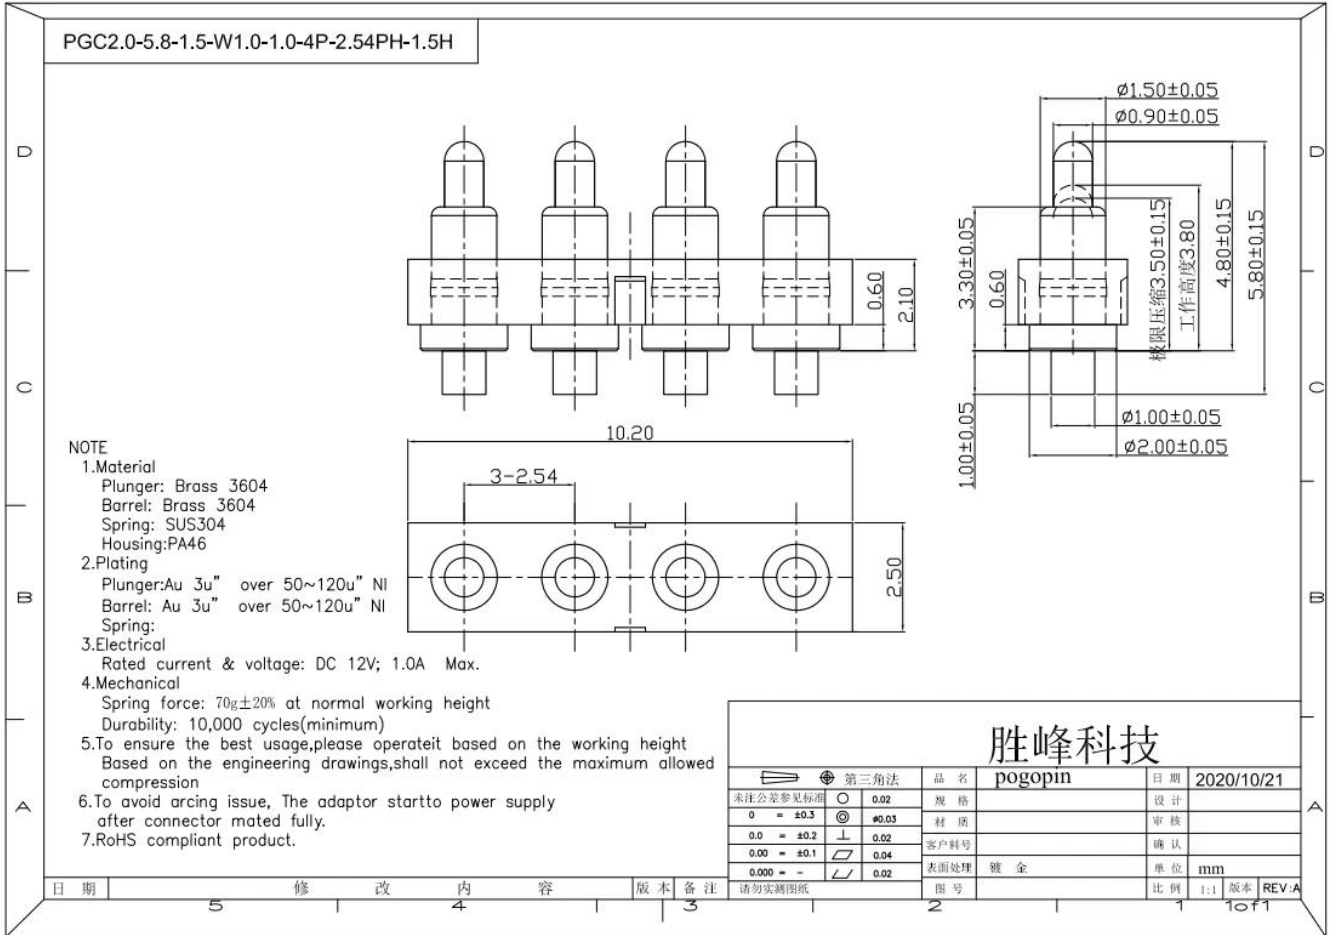 PGC2.0-5.8-1.5-W1.0-1.0-4P-2.54PH-1.5H
D
D
C
C
B
B
A
A
Ø1.50±0.05
Ø0.90±0.05
3.30±0.05
0.60
极限压缩3.50±0.15
工作高度3.80
4.80±0.15
5.80±0.15
1.00±0.05
Ø1.00±0.05
Ø2.00±0.05
0.60
2.10
10.20
3-2.54
2.50
NOTE
1.Material
Plunger: Brass 3604
Barrel: Brass 3604
Spring: SUS304
Housing:PA46
2.Plating
Plunger:Au 3u" over 50~120u" NI
Barrel: Au 3u" over 50~120u" NI
Spring:
3.Electrical
Rated current & voltage: DC 12V; 1.0A Max.
4.Mechanical
Spring force: 70g±20% at normal working height
Durability: 10,000 cycles(minimum)
5.To ensure the best usage,please operateit based on the working height
Based on the engineering drawings,shall not exceed the maximum allowed
compression
6.To avoid arcing issue, The adaptor startto power supply
after connector mated fully.
7.RoHS compliant product.
胜峰科技
第三角法
品 名 pogopin 日 期 2020/10/21
未注公差参见标准 0.02 规 格 设 计
0 = ±0.3 ø0.03 材 质 审 核
0.0 = ±0.2 0.02 客户料号 确 认
0.00 = ±0.1 0.04 表面处理 镀 金 单 位 mm
0.000 = - 0.02
请勿实测图纸 图 号 比 例 1:1 版本 REV:A
日 期 修 改 内 容 版 本 备 注
5 4 3 2 1 1of1